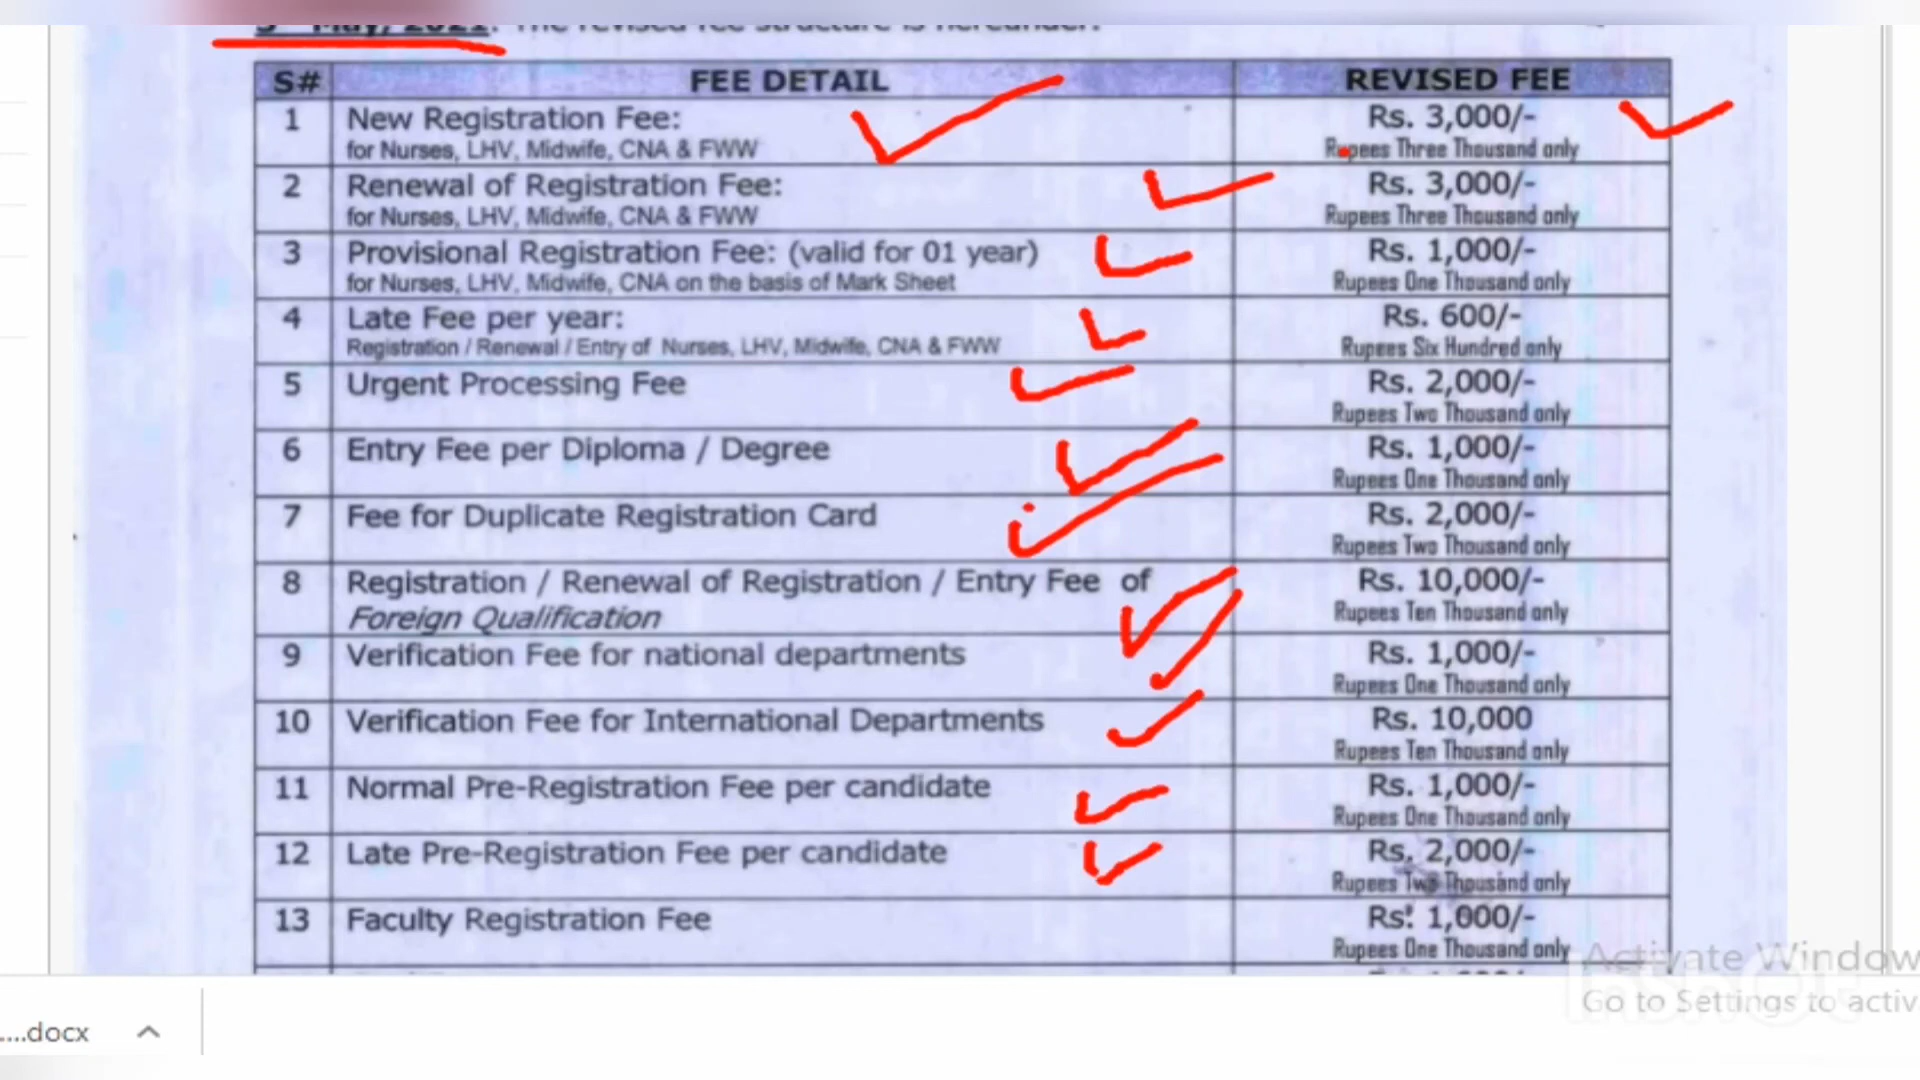 May, 2021. The revised fee structure is hereunder:
S# FEE DETAIL REVISED FEE
1 New Registration Fee: Rs. 3,000/-
for Nurses, LHV, Midwife, CNA & FWW Rupees Three Thousand only
2 Renewal of Registration Fee: Rs. 3,000/-
for Nurses, LHV, Midwife, CNA & FWW Rupees Three Thousand only
3 Provisional Registration Fee: (valid for 01 year) Rs. 1,000/-
for Nurses, LHV, Midwife, CNA on the basis of Mark Sheet Rupees One Thousand only
4 Late Fee per year: Rs. 600/-
Registration / Renewal / Entry of Nurses, LHV, Midwife, CNA & FWW Rupees Six Hundred only
5 Urgent Processing Fee Rs. 2,000/-
Rupees Two Thousand only
6 Entry Fee per Diploma / Degree Rs. 1,000/-
Rupees One Thousand only
7 Fee for Duplicate Registration Card Rs. 2,000/-
Rupees Two Thousand only
8 Registration / Renewal of Registration / Entry Fee of Rs. 10,000/-
Foreign Qualification Rupees Ten Thousand only
9 Verification Fee for national departments Rs. 1,000/-
Rupees One Thousand only
10 Verification Fee for International Departments Rs. 10,000
Rupees Ten Thousand only
11 Normal Pre-Registration Fee per candidate Rs. 1,000/-
Rupees One Thousand only
12 Late Pre-Registration Fee per candidate Rs. 2,000/-
Rupees Two Thousand only
13 Faculty Registration Fee Rs. 1,000/-
Rupees One Thousand only
Activate Window
InShot
Go to Settings to activ
....docx